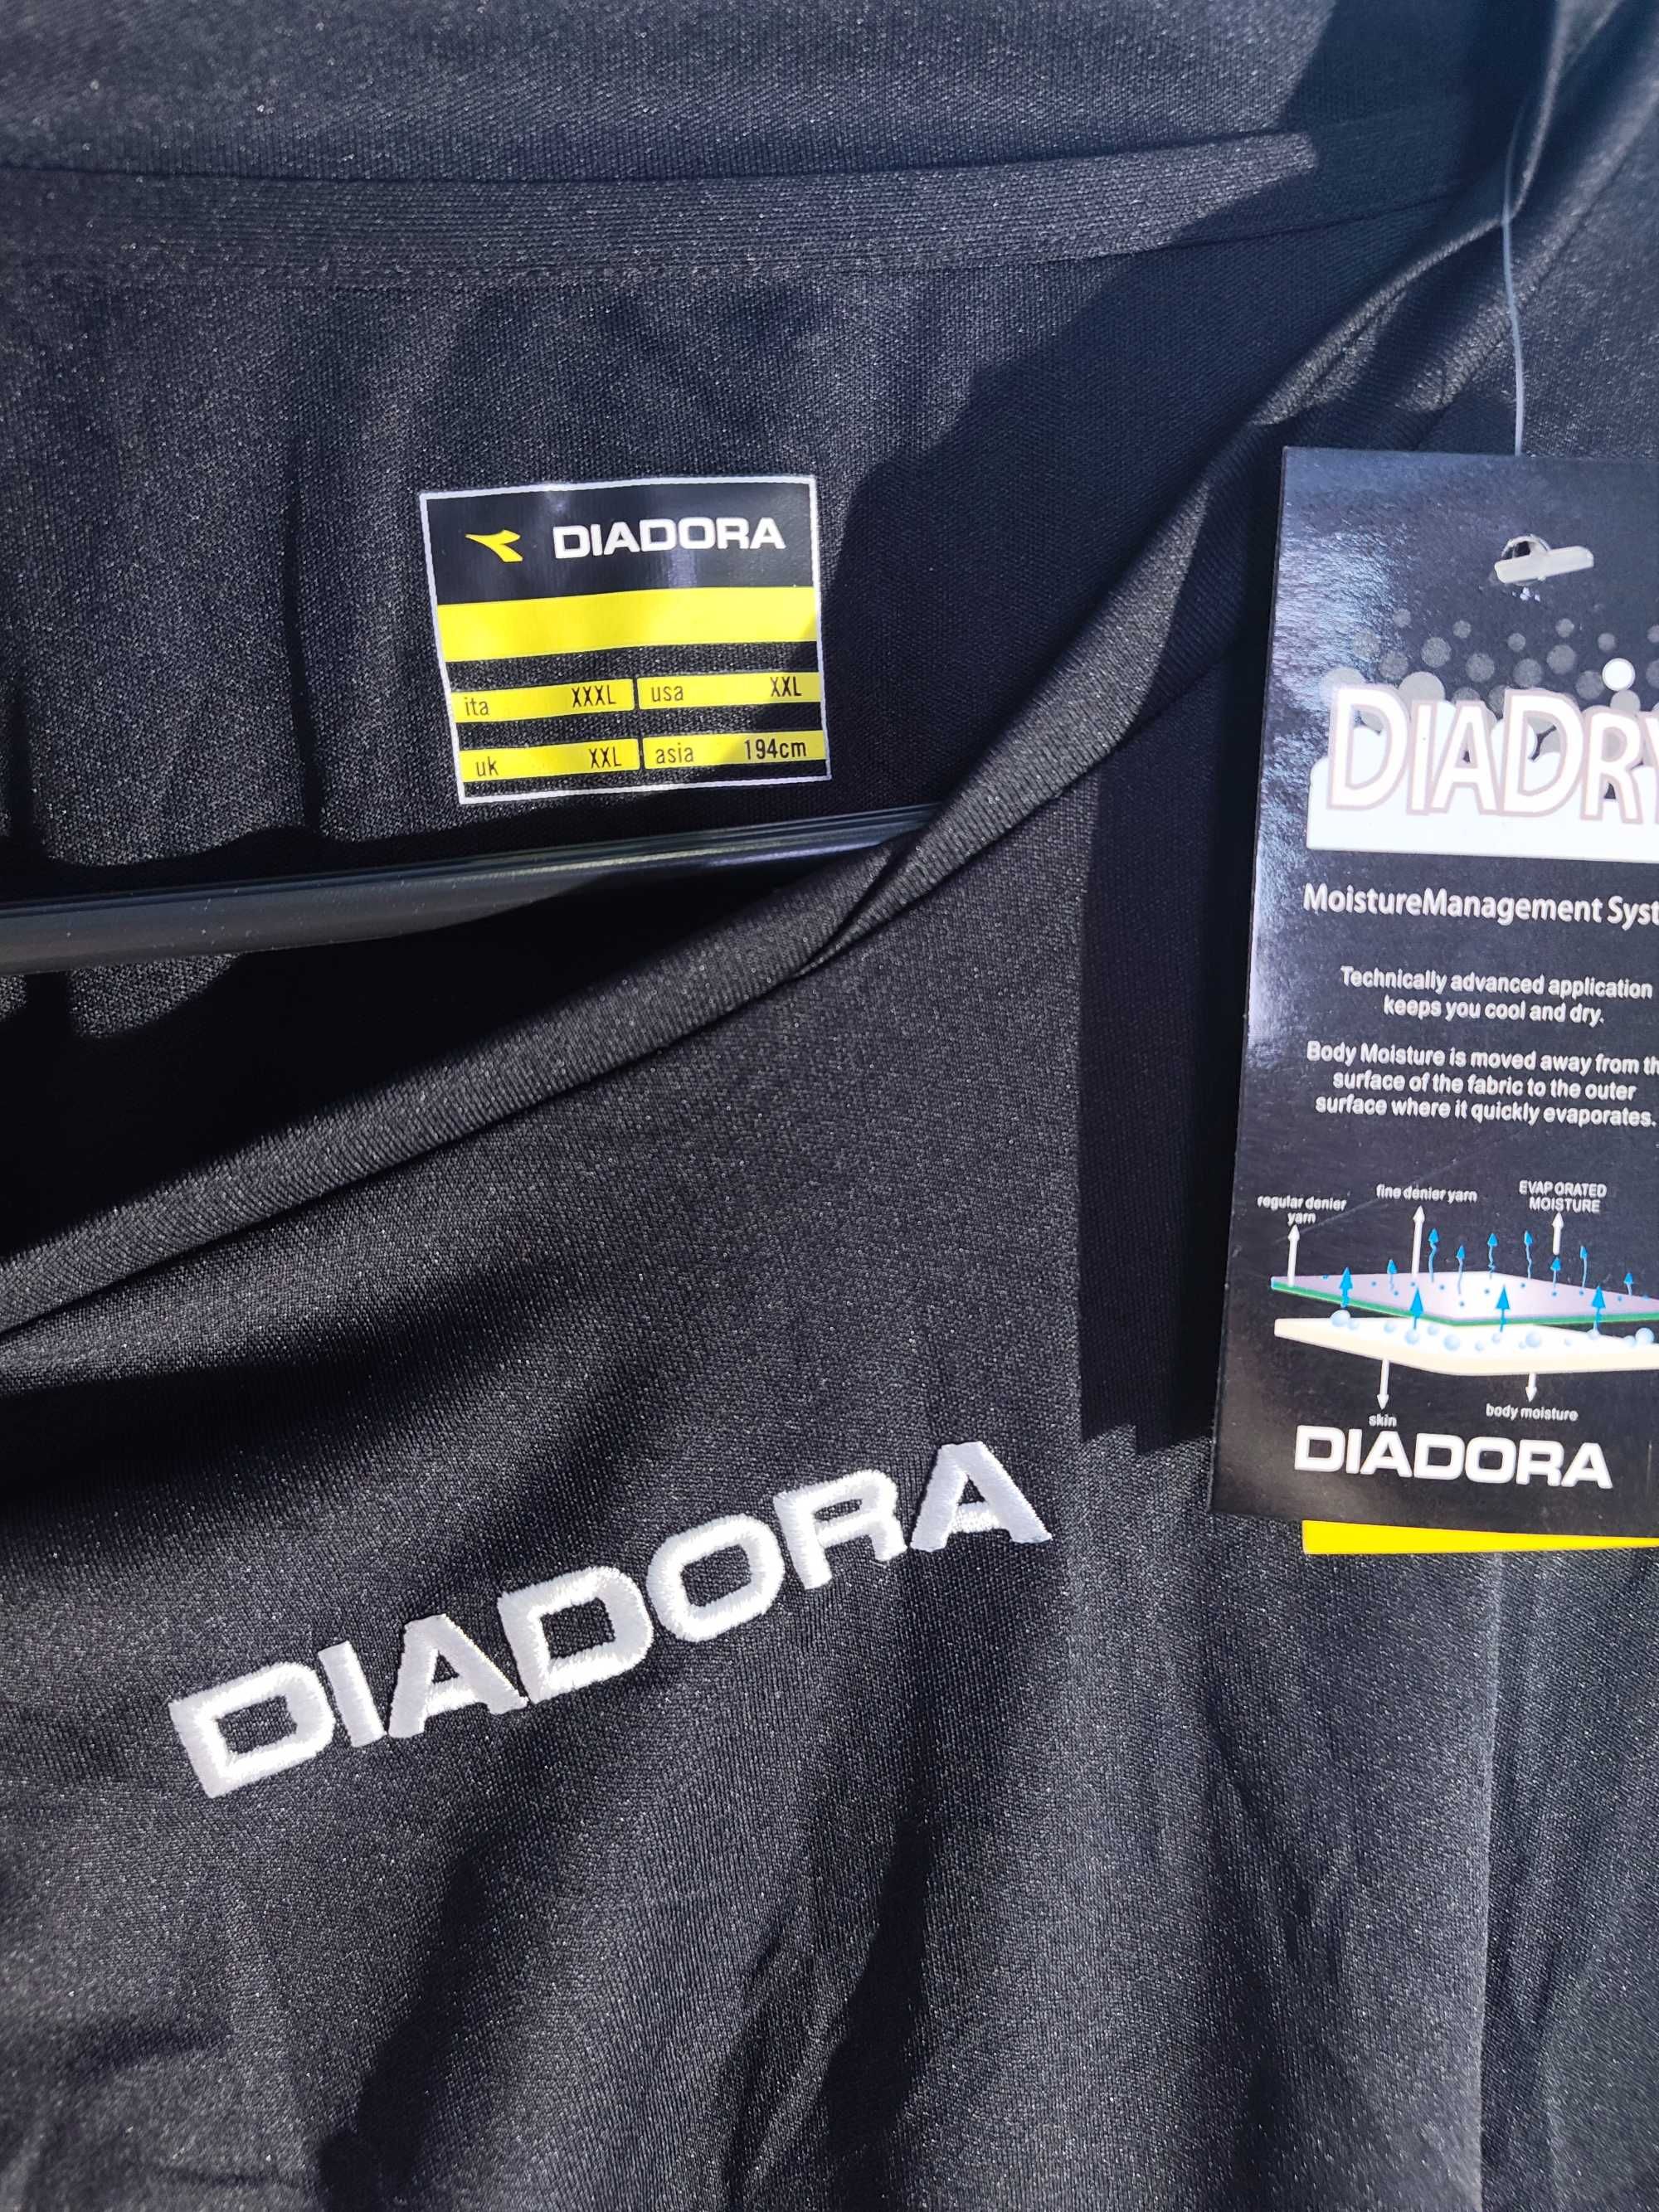 DIADORA
ita XXXL usa XXL
uk XXL asia 194cm
DIADRY
MoistureManagement Syst
Technically advanced application
keeps you cool and dry.
Body Moisture is moved away from th
surface of the fabric to the outer
surface where it quickly evaporates.
regular denier
yarn
fine denier yarn
EVAPORATED
MOISTURE
skin
body moisture
DIADORA
DIADORA